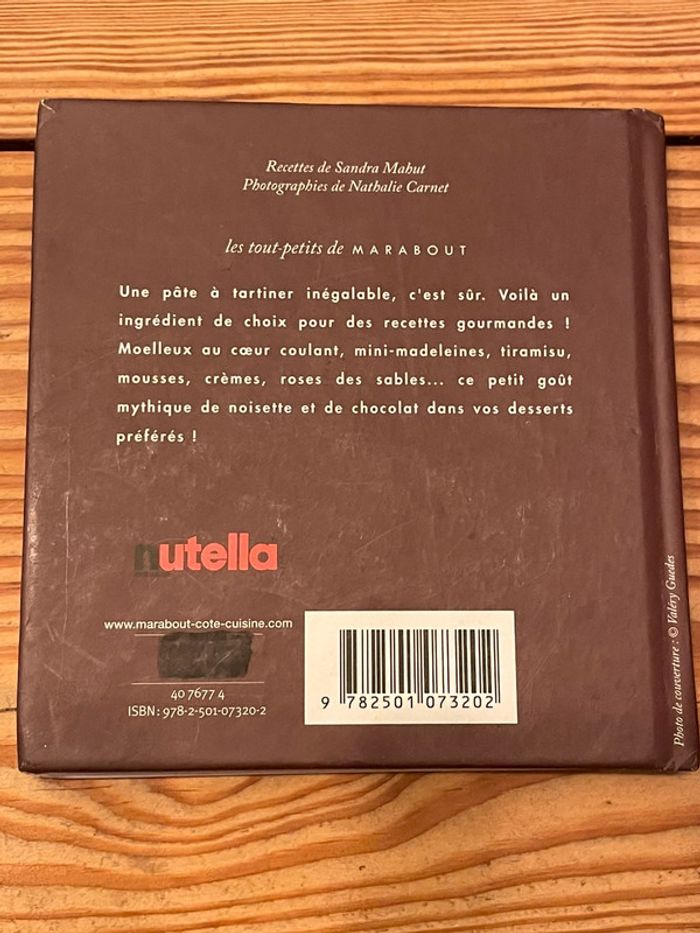 Recettes de Sandra Mahut
Photographies de Nathalie Carnet
les tout-petits de MARABOUT
Une pâte à tartiner inégalable, c'est sûr. Voilà un
ingrédient de choix pour des recettes gourmandes !
Moelleux au cœur coulant, mini-madeleines, tiramisu,
mousses, crèmes, roses des sables... ce petit goût
mythique de noisette et de chocolat dans vos desserts
préférés !
nutella
www.marabout-cote-cuisine.com
40 7677 4
ISBN : 978-2-501-07320-2
9 782501 073202
Photo de couverture : © Valéry Guedes